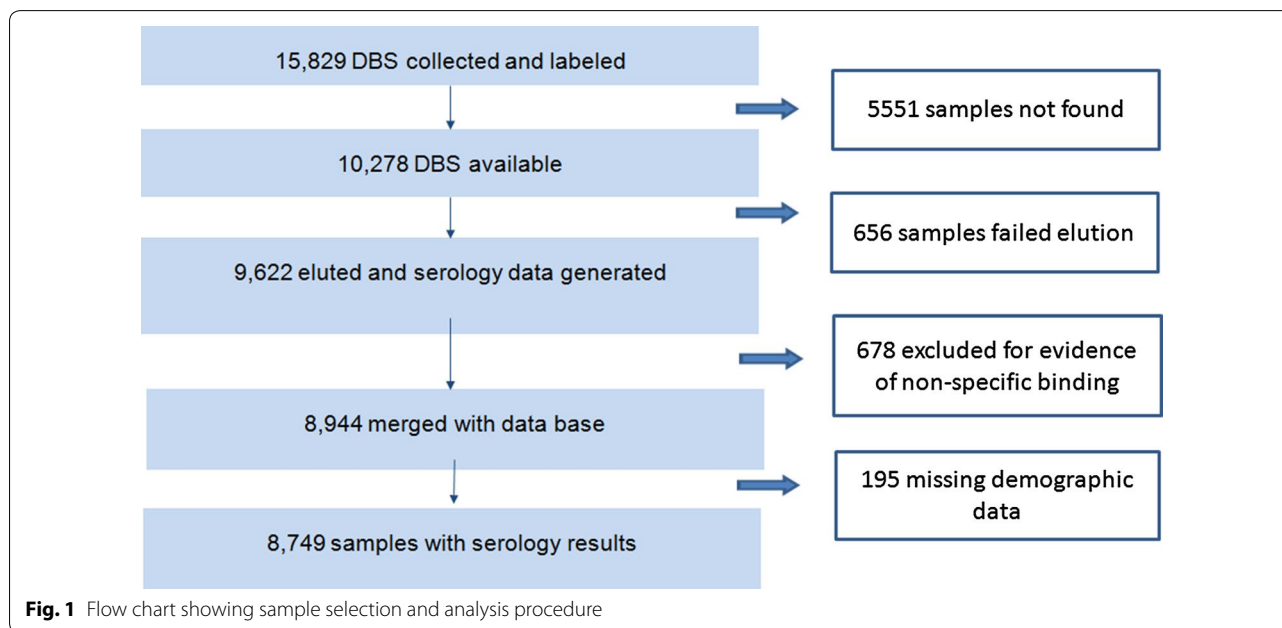 15,829 DBS collected and labeled
5551 samples not found
10,278 DBS available
656 samples failed elution
9,622 eluted and serology data generated
678 excluded for evidence
of non-specific binding
8,944 merged with data base
195 missing demographic
data
8,749 samples with serology results
Fig. 1 Flow chart showing sample selection and analysis procedure